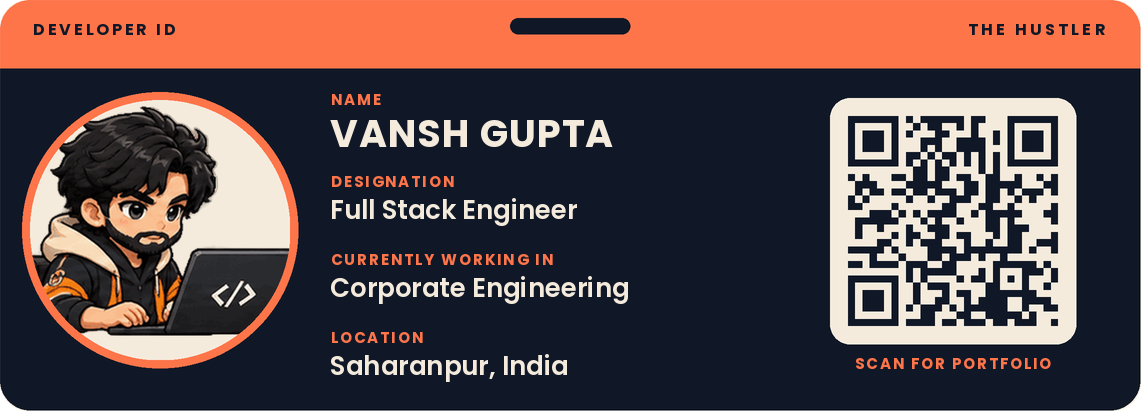 DEVELOPER ID
THE HUSTLER
NAME
VANSH GUPTA
DESIGNATION
Full Stack Engineer
CURRENTLY WORKING IN
Corporate Engineering
LOCATION
Saharanpur, India
</>
SCAN FOR PORTFOLIO